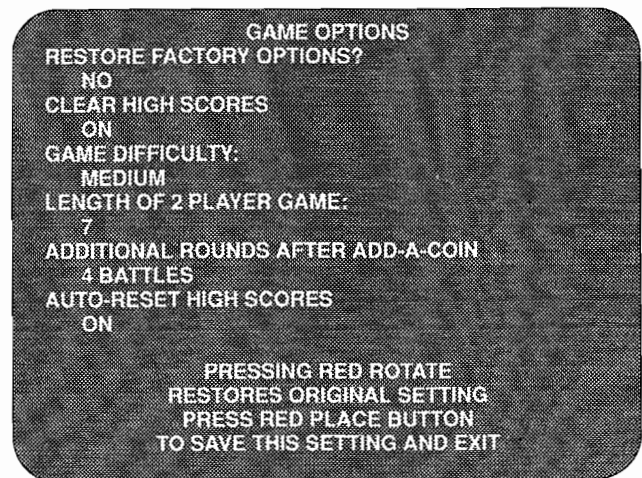 GAME OPTIONS
RESTORE FACTORY OPTIONS?
NO
CLEAR HIGH SCORES
ON
GAME DIFFICULTY:
MEDIUM
LENGTH OF 2 PLAYER GAME:
7
ADDITIONAL ROUNDS AFTER ADD-A-COIN
4 BATTLES
AUTO-RESET HIGH SCORES
ON
PRESSING RED ROTATE
RESTORES ORIGINAL SETTING
PRESS RED PLACE BUTTON
TO SAVE THIS SETTING AND EXIT